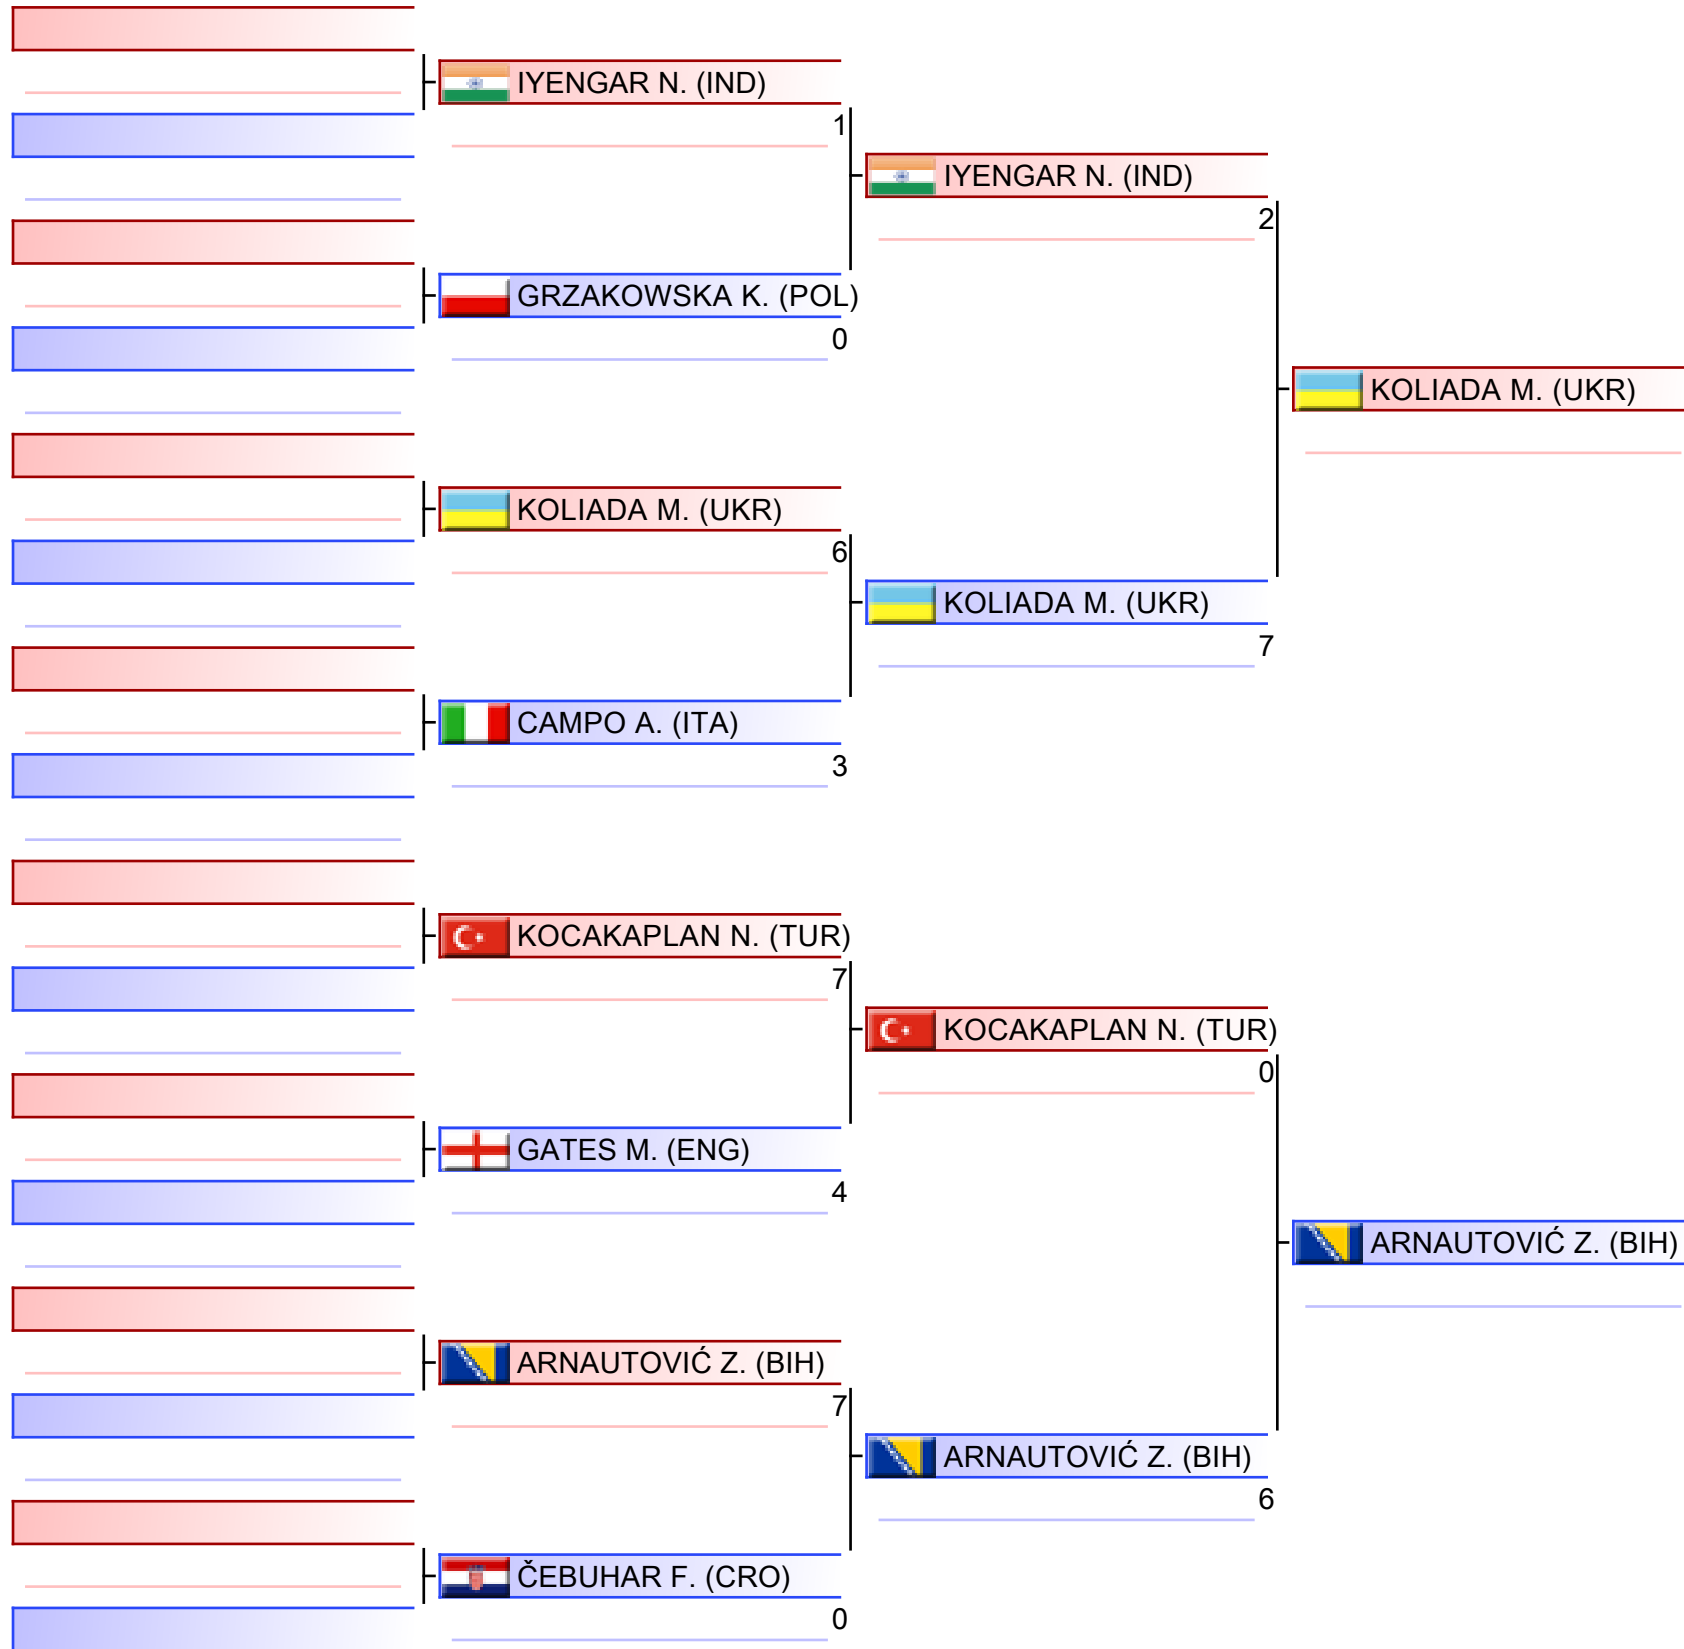 IYENGAR N. (IND)
1
GRZAKOWSKA K. (POL)
0
KOLIADA M. (UKR)
6
CAMPO A. (ITA)
3
KOCAKAPLAN N. (TUR)
7
GATES M. (ENG)
4
ARNAUTOVIĆ Z. (BIH)
7
ČEBUHAR F. (CRO)
0
IYENGAR N. (IND)
2
KOLIADA M. (UKR)
7
KOCAKAPLAN N. (TUR)
0
ARNAUTOVIĆ Z. (BIH)
6
KOLIADA M. (UKR)
ARNAUTOVIĆ Z. (BIH)